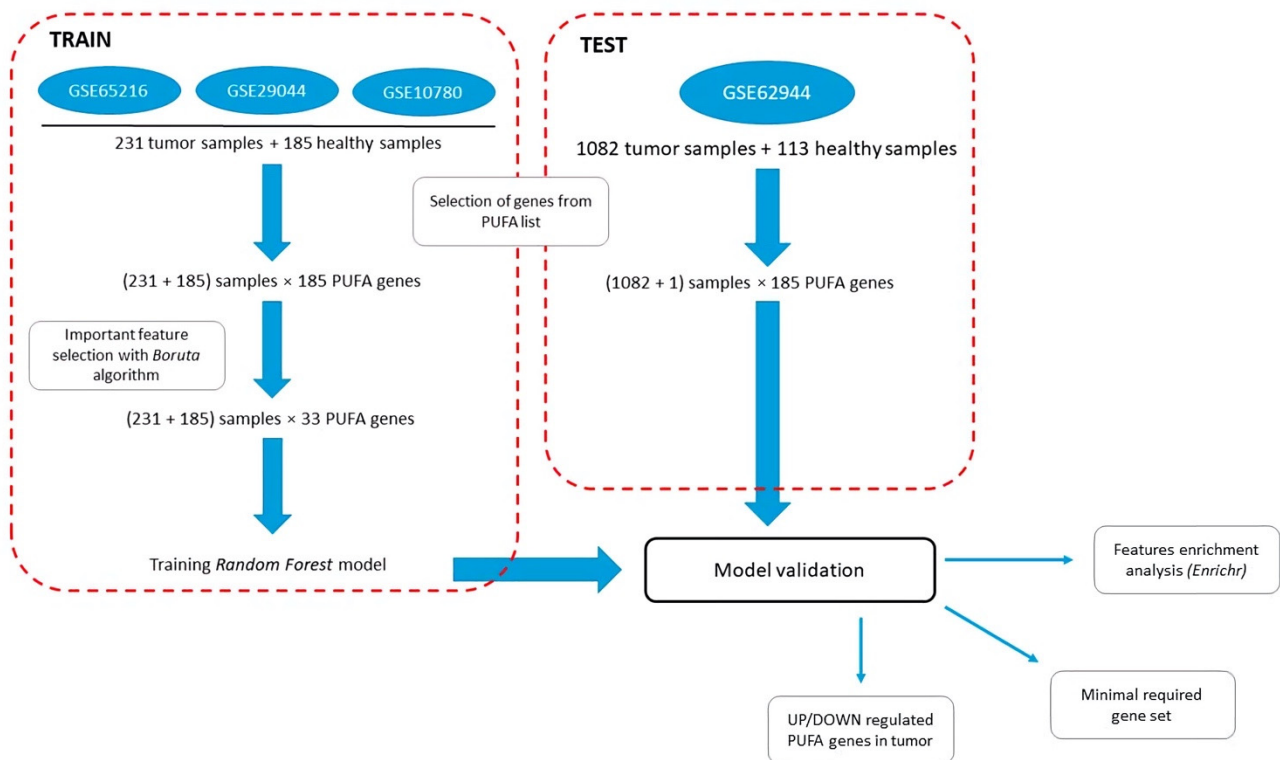 TRAIN
GSE65216
GSE29044
GSE10780
231 tumor samples + 185 healthy samples
(231 + 185) samples × 185 PUFA genes
Important feature
selection with Boruta
algorithm
(231 + 185) samples × 33 PUFA genes
Training Random Forest model
Selection of genes from
PUFA list
TEST
GSE62944
1082 tumor samples + 113 healthy samples
(1082 + 1) samples × 185 PUFA genes
Model validation
Features enrichment
analysis (Enrichr)
Minimal required
gene set
UP/DOWN regulated
PUFA genes in tumor